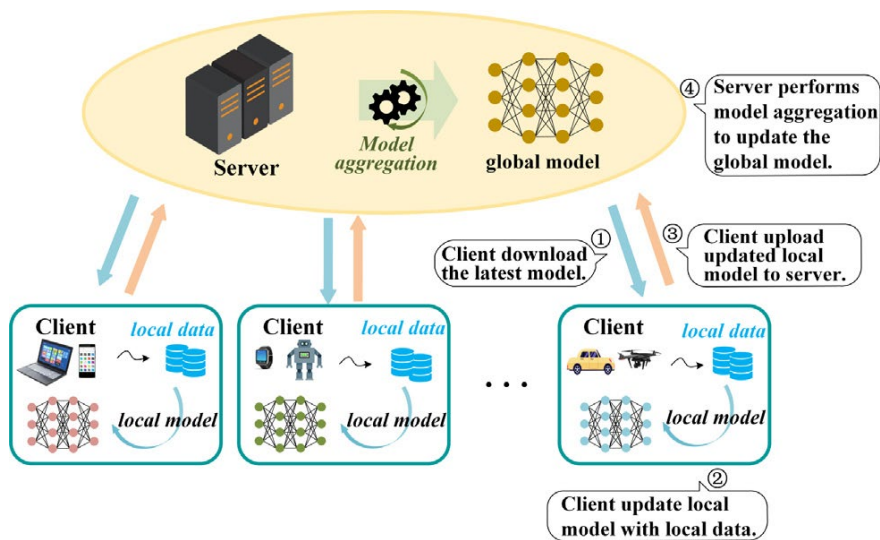 Server
Model
aggregation
global model
④
Server performs
model aggregation
to update the
global model.
①
Client download
the latest model.
③
Client upload
updated local
model to server.
Client
local data
local model
Client
local data
local model
...
Client
local data
local model
②
Client update local
model with local data.